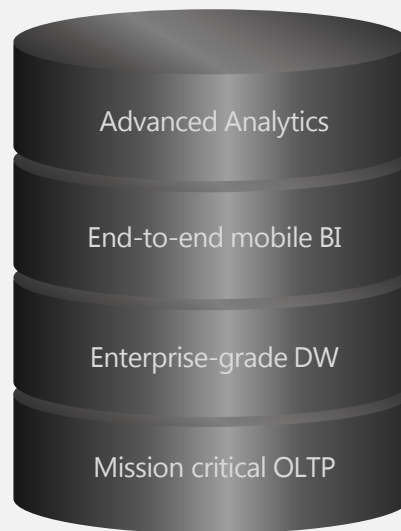 Advanced Analytics
End-to-end mobile BI
Enterprise-grade DW
Mission critical OLTP